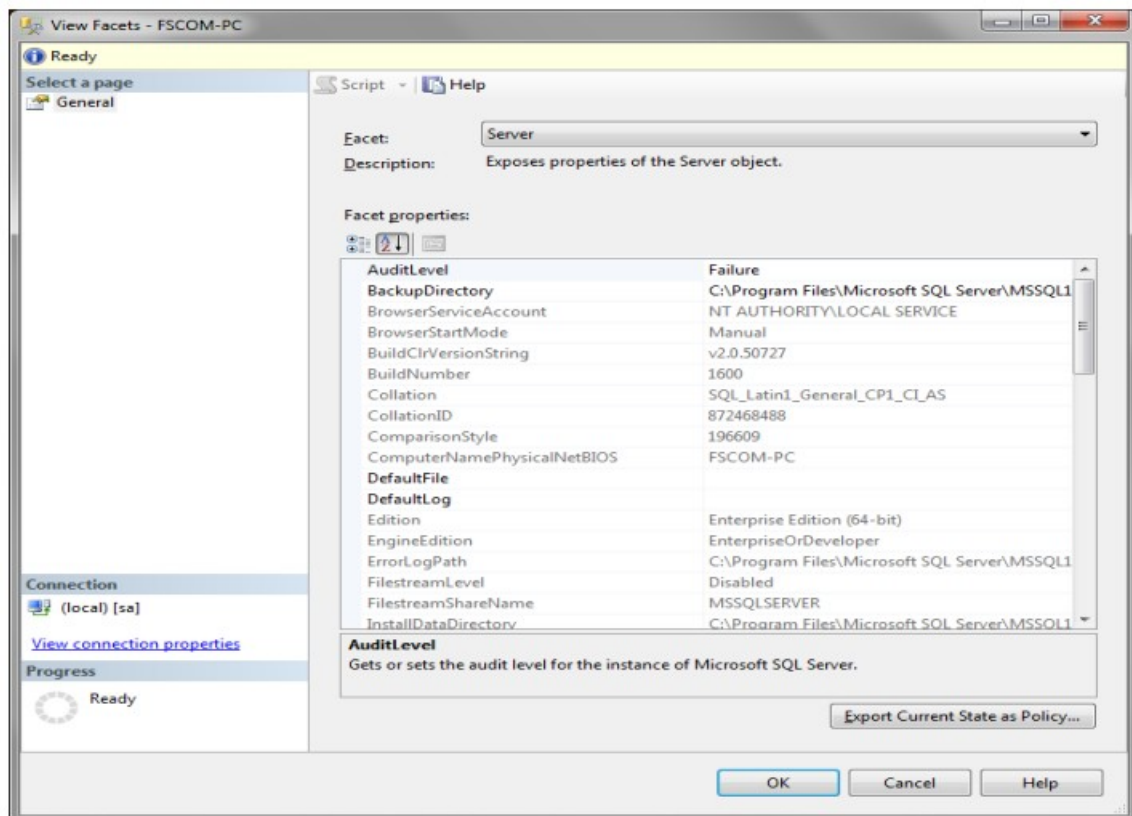 View Facets - FSCOM-PC
Ready
Select a page
General
Script Help
Facet: Server
Description: Exposes properties of the Server object.
Facet properties:
AuditLevel Failure
BackupDirectory C:\Program Files\Microsoft SQL Server\MSSQL1
BrowserServiceAccount NT AUTHORITY\LOCAL SERVICE
BrowserStartMode Manual
BuildClrVersionString v2.0.50727
BuildNumber 1600
Collation SQL_Latin1_General_CP1_CI_AS
CollationID 872468488
ComparisonStyle 196609
ComputerNamePhysicalNetBIOS FSCOM-PC
DefaultFile
DefaultLog
Edition Enterprise Edition (64-bit)
EngineEdition EnterpriseOrDeveloper
ErrorLogPath C:\Program Files\Microsoft SQL Server\MSSQL1
FilestreamLevel Disabled
FilestreamShareName MSSQLSERVER
InstallDataDirectory C:\Program Files\Microsoft SQL Server\MSSQL1
AuditLevel
Gets or sets the audit level for the instance of Microsoft SQL Server.
Connection
(local) [sa]
View connection properties
Progress
Ready
Export Current State as Policy...
OK Cancel Help